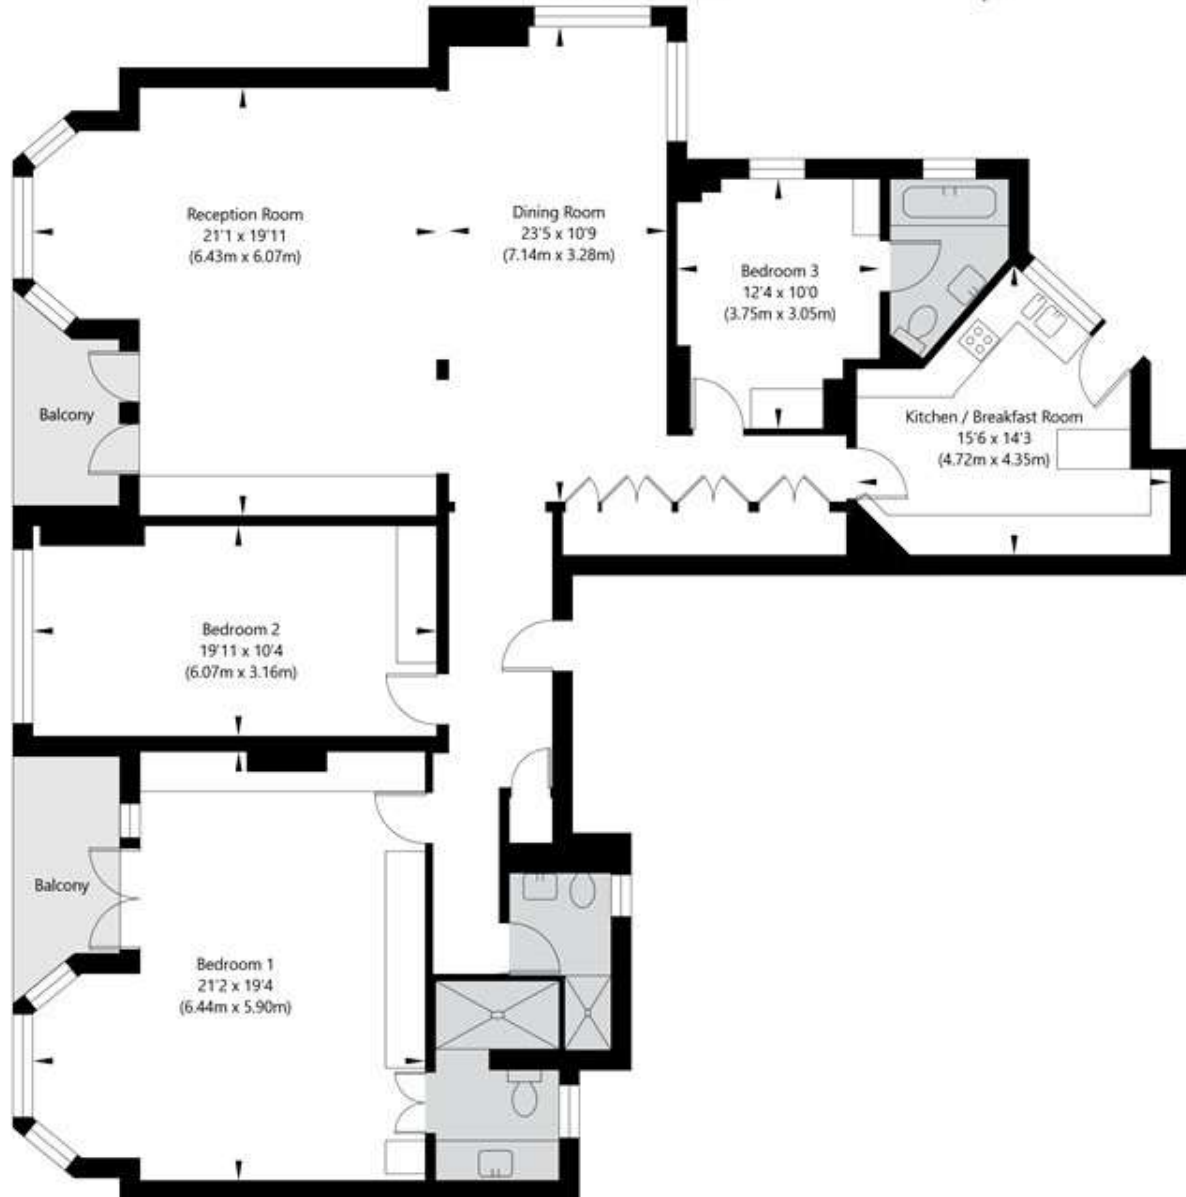 Reception Room
21'1 x 19'11
(6.43m x 6.07m)
Dining Room
23'5 x 10'9
(7.14m x 3.28m)
Bedroom 3
12'4 x 10'0
(3.75m x 3.05m)
Balcony
Kitchen / Breakfast Room
15'6 x 14'3
(4.72m x 4.35m)
Bedroom 2
19'11 x 10'4
(6.07m x 3.16m)
Balcony
Bedroom 1
21'2 x 19'4
(6.44m x 5.90m)